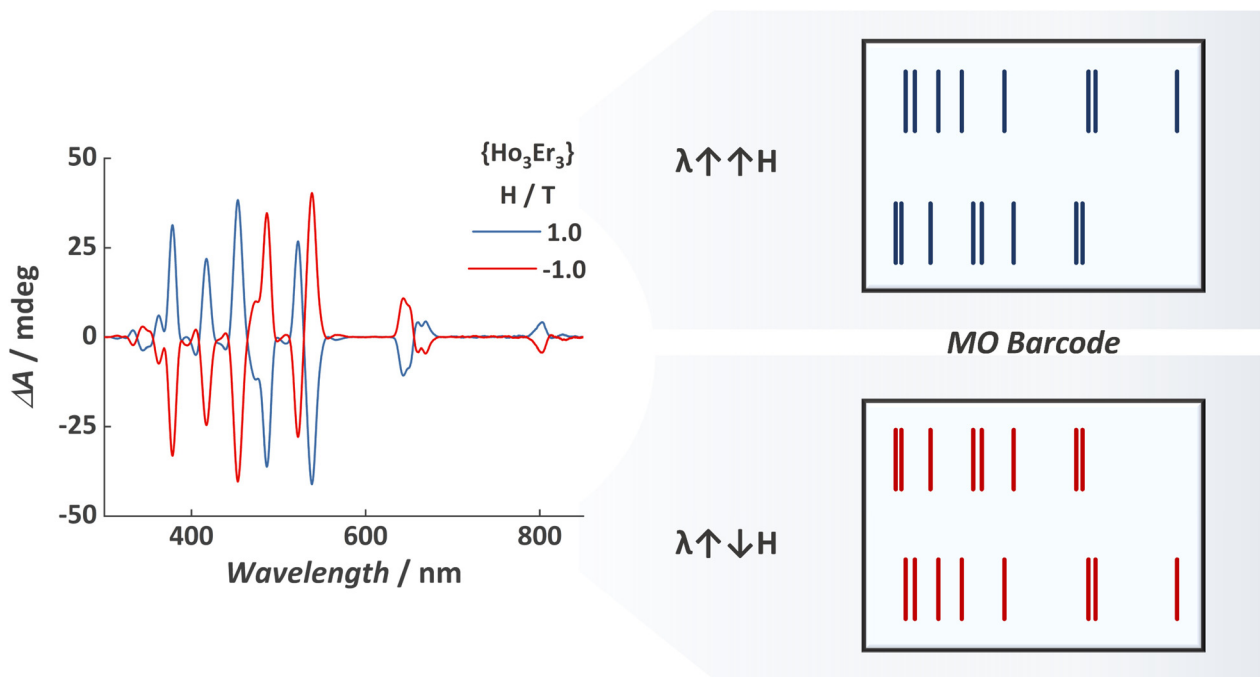 {Ho₃Er₃}
H / T
1.0
-1.0
50
25
0
-25
-50
ΔA / mdeg
400 600 800
Wavelength / nm
λ↑↑H
MO Barcode
λ↑↓H